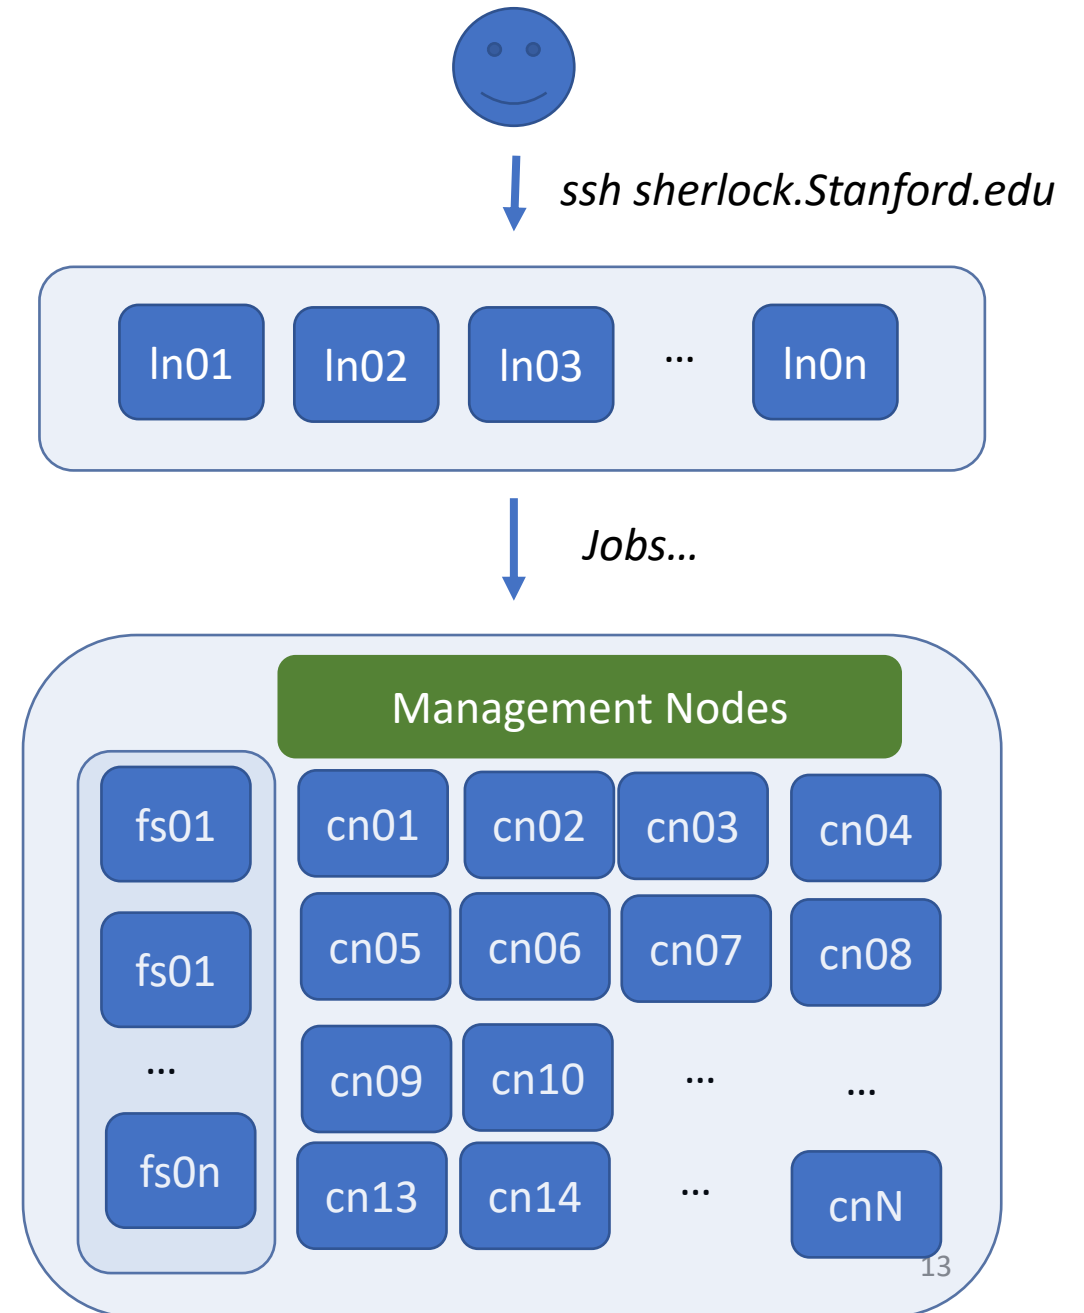 ssh sherlock.Stanford.edu
ln01 ln02 ln03 … ln0n
Jobs…
Management Nodes
fs01 cn01 cn02 cn03 cn04
fs01 cn05 cn06 cn07 cn08
… cn09 cn10 … …
fs0n cn13 cn14 … cnN
13